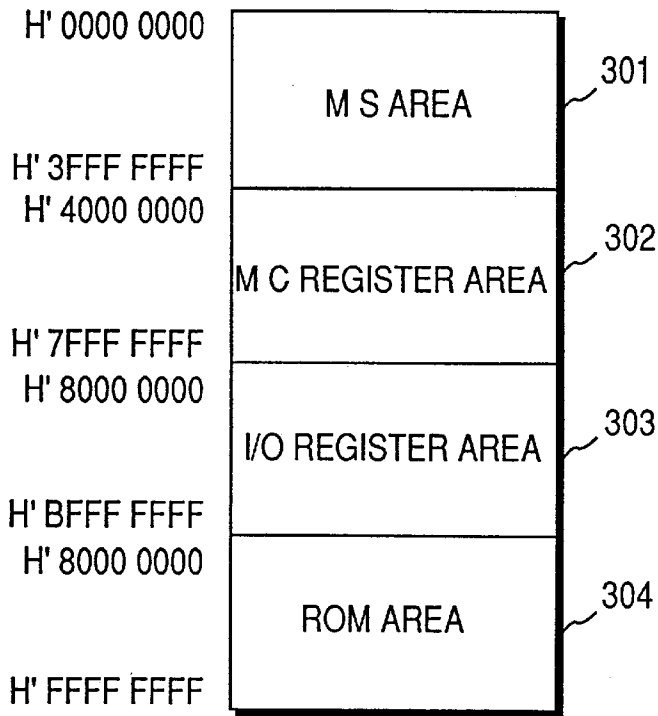 H' 0000 0000
301
M S AREA
H' 3FFF FFFF
H' 4000 0000
302
M C REGISTER AREA
H' 7FFF FFFF
H' 8000 0000
303
I/O REGISTER AREA
H' BFFF FFFF
H' 8000 0000
304
ROM AREA
H' FFFF FFFF